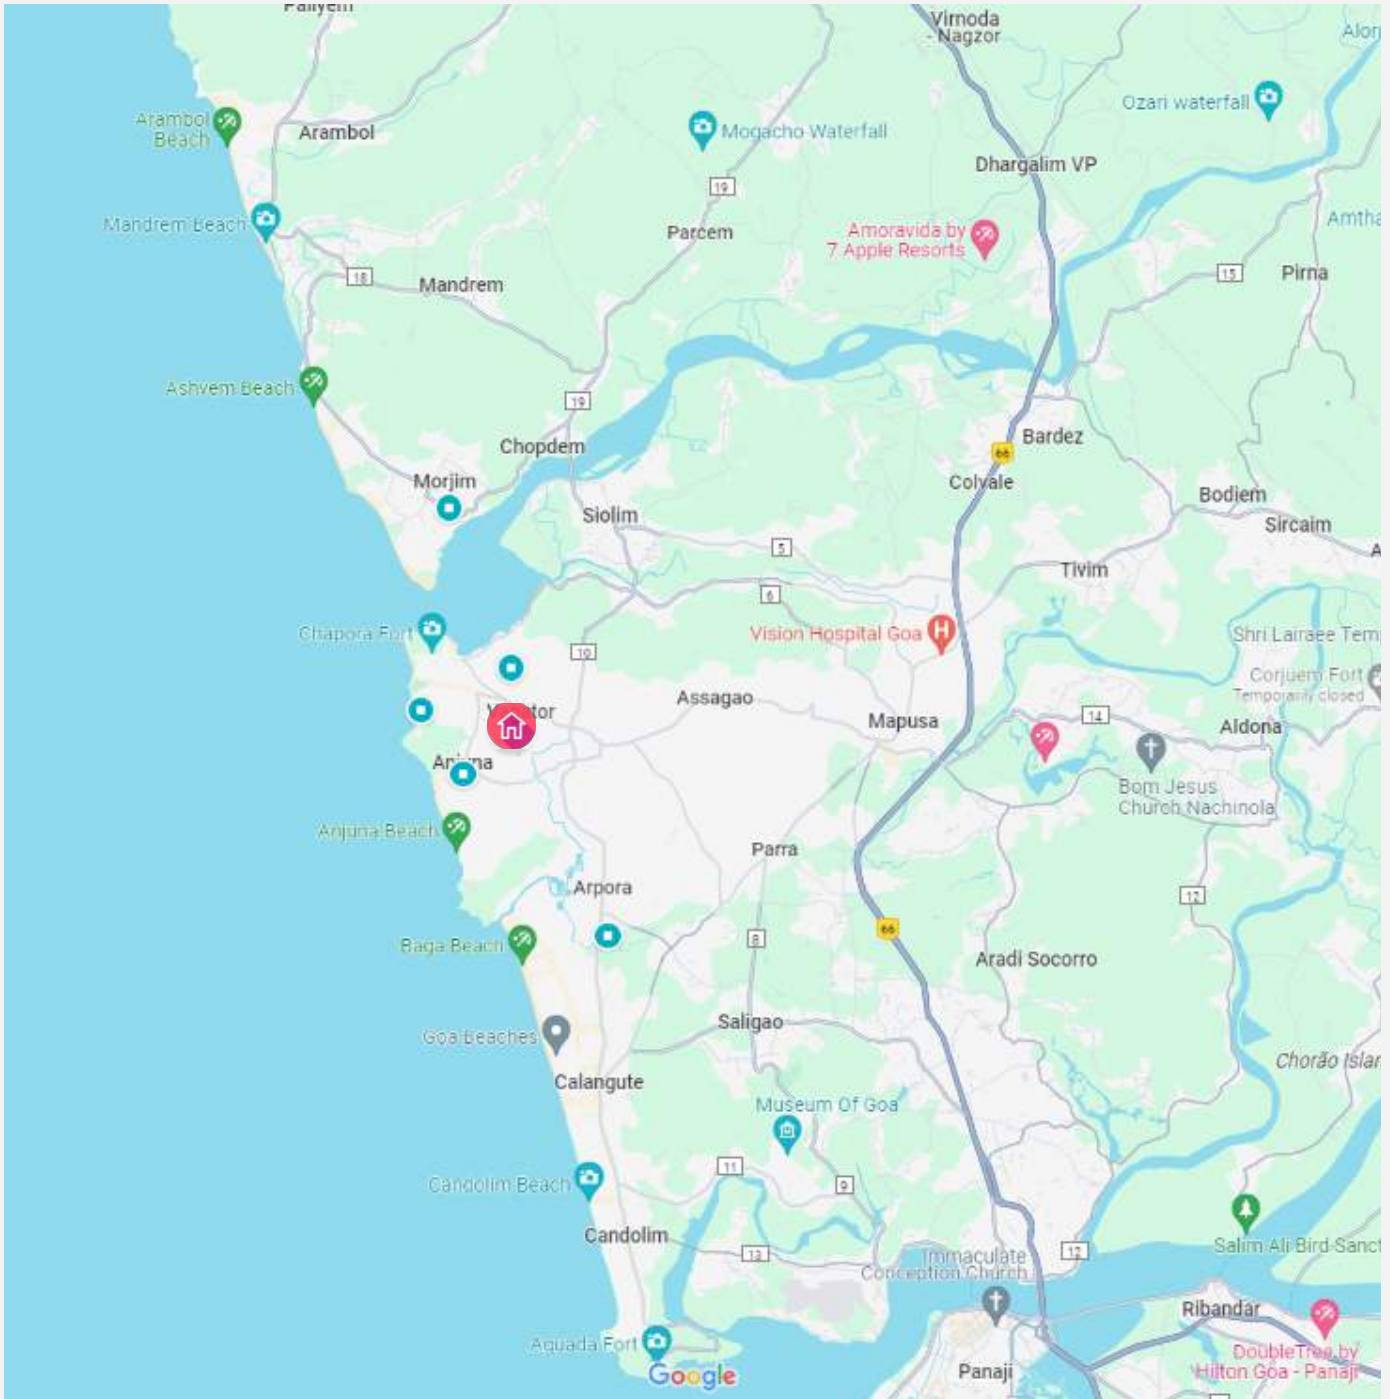 Virnoda
- Nagzor
Ozari waterfall
Arambol
Beach
Arambol
Mogacho Waterfall
Dhargalim VP
19
Mandrem Beach
Parcem
Amoravida by
7 Apple Resorts
18
Mandrem
15
Pirna
Ashvem Beach
19
Chopdem
Bardez
66
Morjim
Colvale
Bodiem
Siolim
Sircaim
5
Tivim
6
Chapora Fort
Vision Hospital Goa
Shri Lairaee Tem
10
Corjuem Fort
Temporarily closed
Assagao
14
Mapusa
Aldona
Bom Jesus
Church Nachinola
Anjuna Beach
Parra
Arpora
12
66
8
Baga Beach
Aradi Socorro
Saligao
Goa Beaches
Calangute
Chorão Islan
Museum Of Goa
11
9
Candolim Beach
Candolim
13
12
Salim Ali Bird Sanct
Immaculate
Conception Church
Ribandar
Aguada Fort
DoubleTree by
Hilton Goa - Panaji
Google
Panaji